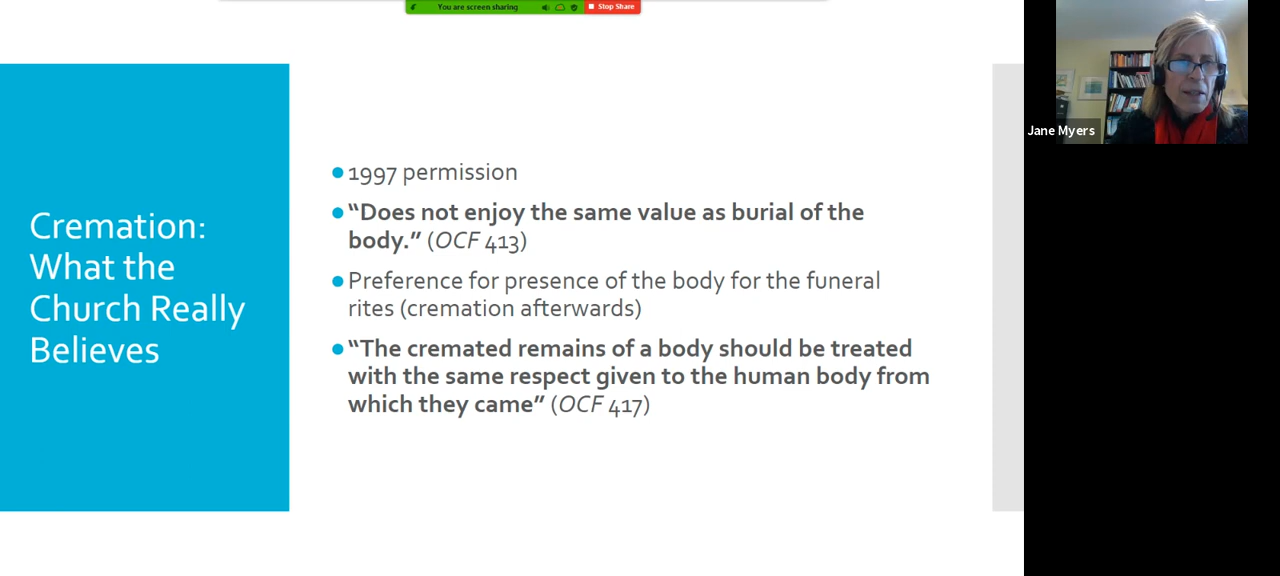 You are screen sharing
Stop Share
Jane Myers
Cremation:
What the
Church Really
Believes
1997 permission
“Does not enjoy the same value as burial of the
body.” (OCF 413)
Preference for presence of the body for the funeral
rites (cremation afterwards)
“The cremated remains of a body should be treated
with the same respect given to the human body from
which they came” (OCF 417)